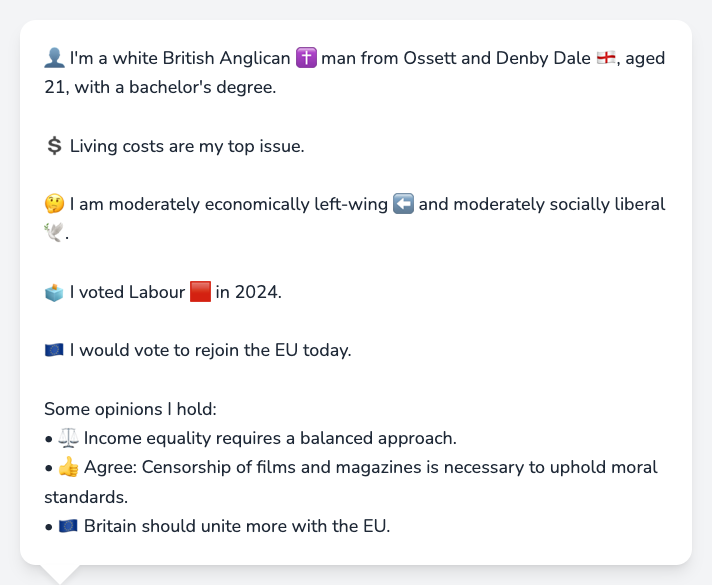 👤 I'm a white British Anglican ✝️ man from Ossett and Denby Dale 🏴󠁧󠁢󠁥󠁮󠁧󠁿, aged
21, with a bachelor's degree.
💲 Living costs are my top issue.
🤔 I am moderately economically left-wing ⬅️ and moderately socially liberal
🕊️.
🗳️ I voted Labour 🟥 in 2024.
🇪🇺 I would vote to rejoin the EU today.
Some opinions I hold:
• ⚖️ Income equality requires a balanced approach.
• 👍 Agree: Censorship of films and magazines is necessary to uphold moral
standards.
• 🇪🇺 Britain should unite more with the EU.